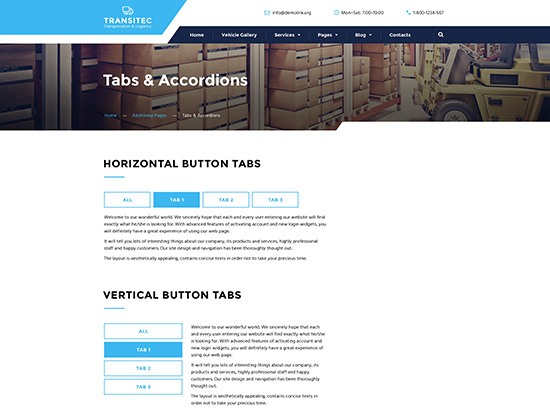 TRANSITEC
Transportation & Logistics
info@demolink.org
Mon-Sat: 7:00-19:00
1-800-1234-567
Home
Vehicle Gallery
Services
Pages
Blog
Contacts
Tabs & Accordions
Home → Additional Pages → Tabs & Accordions
HORIZONTAL BUTTON TABS
ALL
TAB 1
TAB 2
TAB 3
Welcome to our wonderful world. We sincerely hope that each and every user entering our website will find
exactly what he/she is looking for. With advanced features of activating account and new login widgets, you
will definitely have a great experience of using our web page.
It will tell you lots of interesting things about our company, its products and services, highly professional
staff and happy customers. Our site design and navigation has been thoroughly thought out.
The layout is aesthetically appealing, contains concise texts in order not to take your precious time.
VERTICAL BUTTON TABS
ALL
TAB 1
TAB 2
TAB 3
Welcome to our wonderful world. We sincerely hope that each
and every user entering our website will find exactly what he/she
is looking for. With advanced features of activating account and
new login widgets, you will definitely have a great experience of
using our web page.
It will tell you lots of interesting things about our company, its
products and services, highly professional staff and happy
customers. Our site design and navigation has been thoroughly
thought out.
The layout is aesthetically appealing, contains concise texts in
order not to take your precious time.